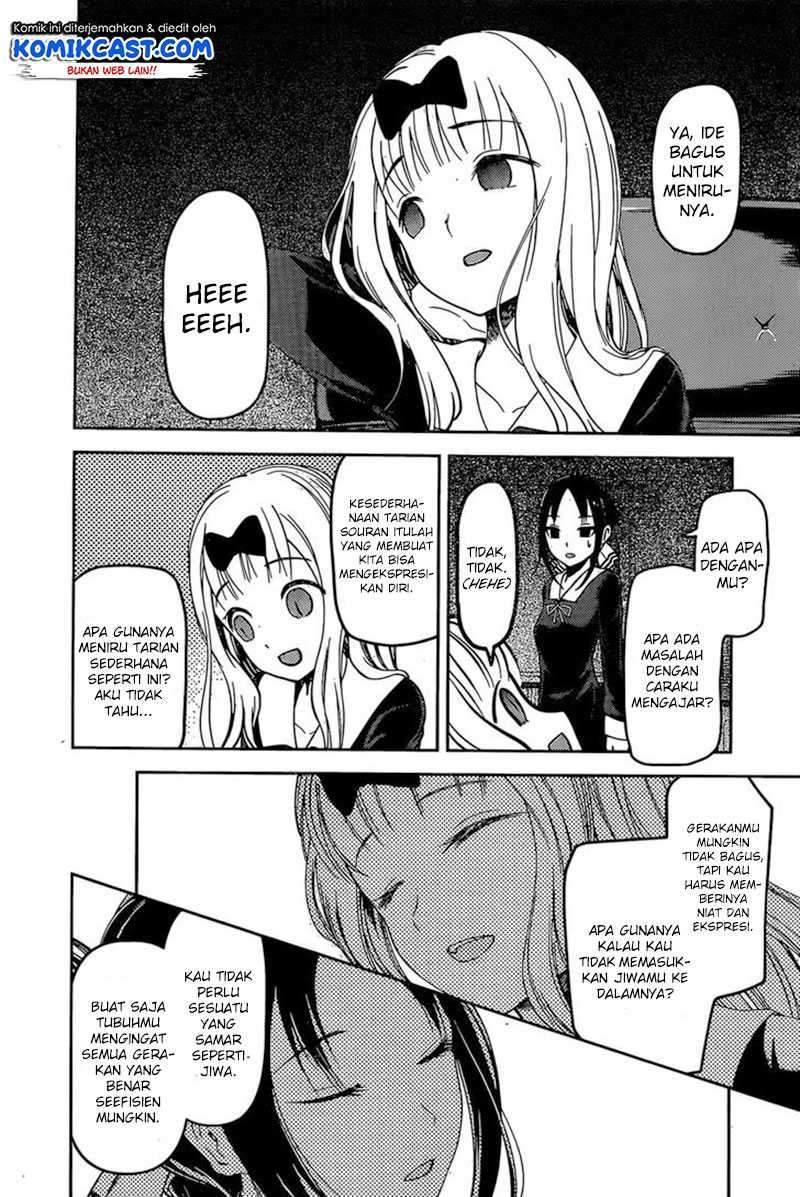 Komik ini diterjemahkan & diedit oleh
KOMIKCAST.COM
BUKAN WEB LAIN!!
YA, IDE
BAGUS
UNTUK
MENIRU-
NYA.
HEEE
EEEH.
ADA APA
DENGAN-
MU?
APA ADA
MASALAH
DENGAN
CARAKU
MENGAJAR?
TIDAK,
TIDAK.
(HEHE)
KESEDERHA-
NAAN TARIAN
SOURAN ITULAH
YANG MEMBUAT
KITA BISA
MENGEKSPRESI-
KAN DIRI.
APA GUNANYA
MENIRU TARIAN
SEDERHANA
SEPERTI INI?
AKU TIDAK
TAHU...
GERAKANMU
MUNGKIN
TIDAK BAGUS,
TAPI KAU
HARUS MEM-
BERINYA
NIAT DAN
EKSPRESI.
APA GUNANYA
KALAU KAU
TIDAK MEMASUK-
KAN JIWAMU KE
DALAMNYA?
KAU TIDAK
PERLU
SESUATU
YANG
SAMAR
SEPERTI-
JIWA.
BUAT SAJA
TUBUHMU
MENGINGAT
SEMUA GERA-
KAN YANG
BENAR
SEEFISIEN
MUNGKIN.